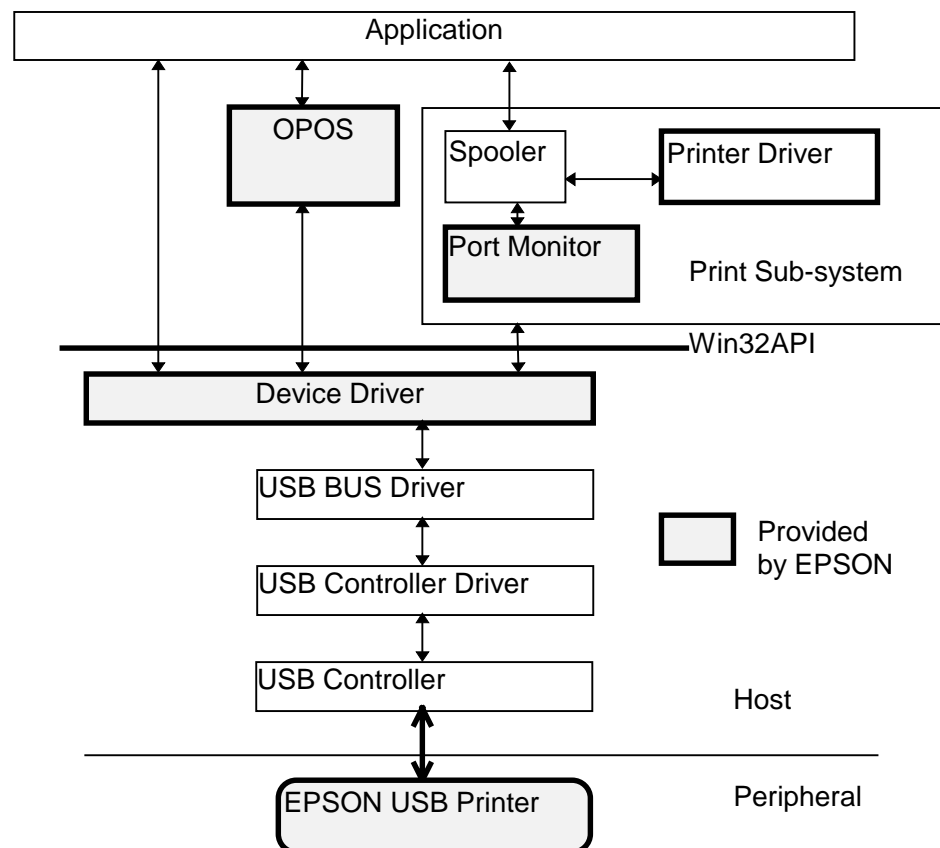 Application
OPOS
Spooler
Printer Driver
Port Monitor
Print Sub-system
Win32API
Device Driver
USB BUS Driver
Provided
by EPSON
USB Controller Driver
USB Controller
Host
EPSON USB Printer
Peripheral